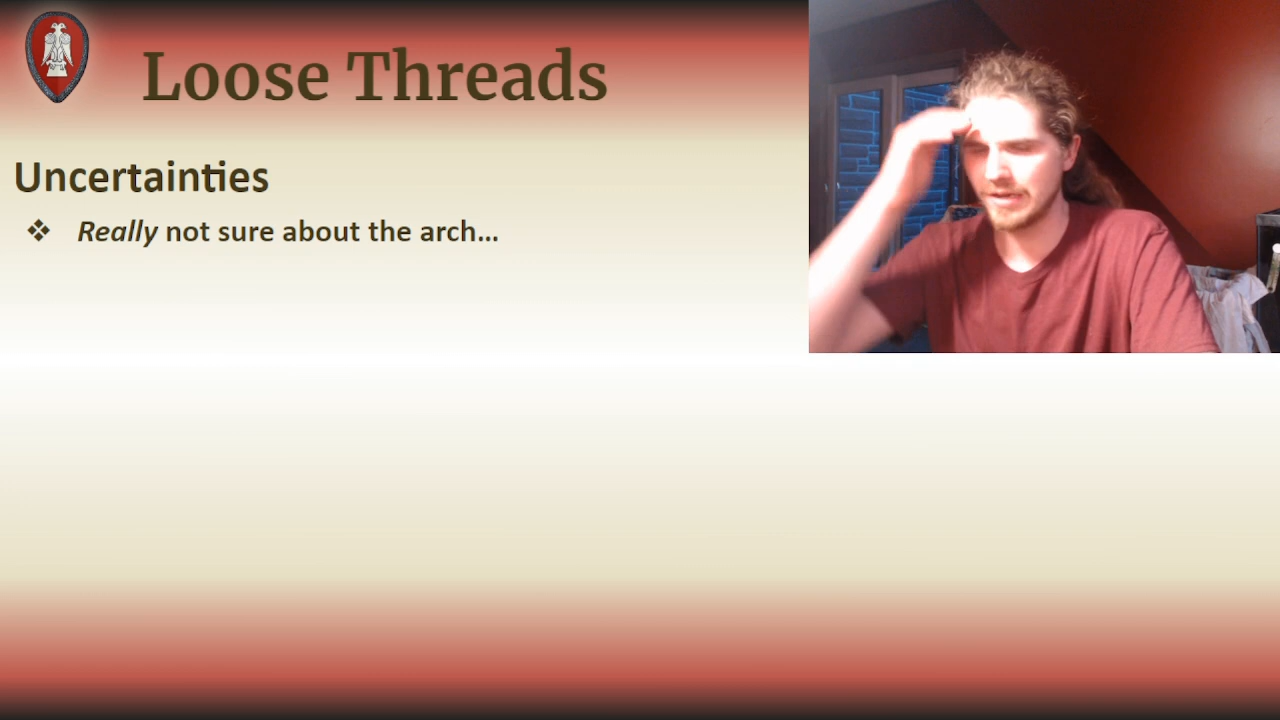 Loose Threads
Uncertainties
❖ Really not sure about the arch...